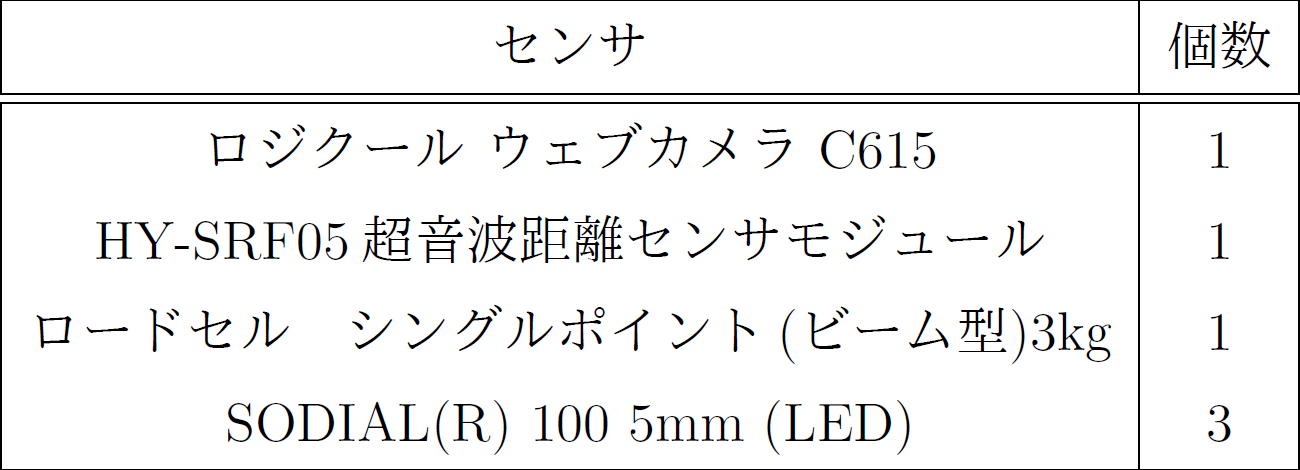 センサ 個数
ロジクール ウェブカメラ C615 1
HY-SRF05 超音波距離センサモジュール 1
ロードセル　シングルポイント (ビーム型)3kg 1
SODIAL(R) 100 5mm (LED) 3